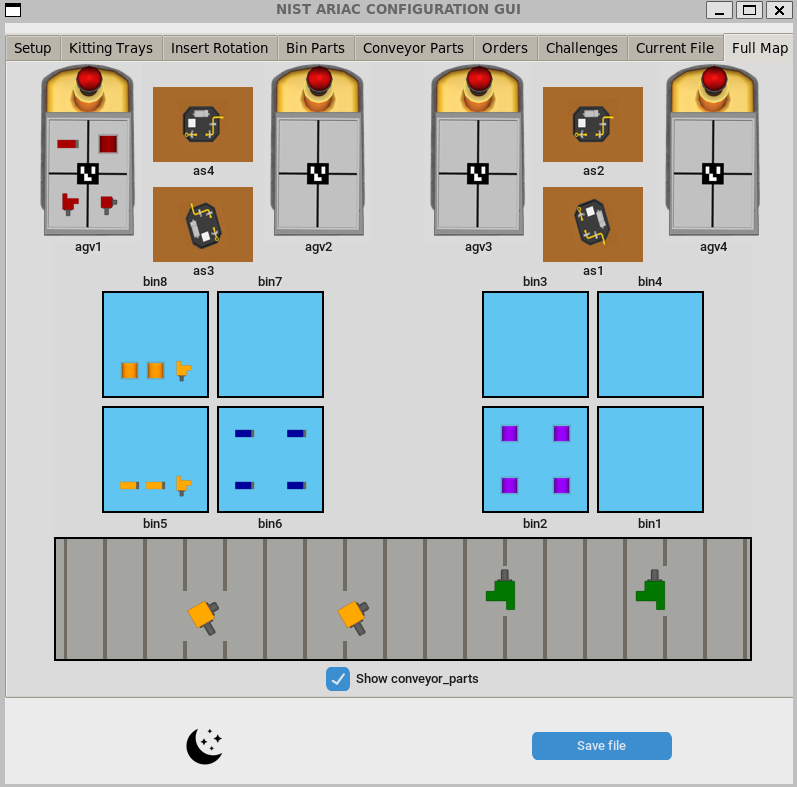 NIST ARIAC CONFIGURATION GUI
Setup Kitting Trays Insert Rotation Bin Parts Conveyor Parts Orders Challenges Current File Full Map
as4 as2
agv1 agv2 agv3 agv4
as3 as1
bin8 bin7 bin3 bin4
bin5 bin6 bin2 bin1
Show conveyor_parts
Save file